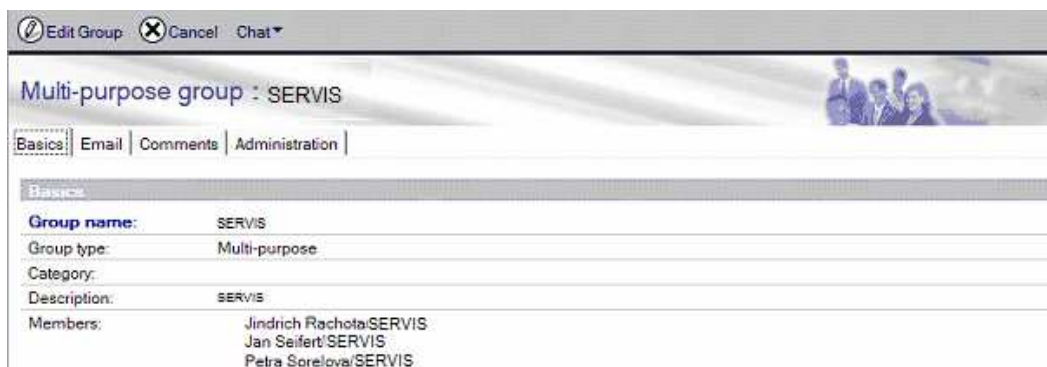 Edit Group Cancel Chat
Multi-purpose group : SERVIS
Basics Email Comments Administration
Basics
Group name: SERVIS
Group type: Multi-purpose
Category:
Description: SERVIS
Members: Jindrich Rachota/SERVIS
Jan Seifert/SERVIS
Petra Sorelova/SERVIS